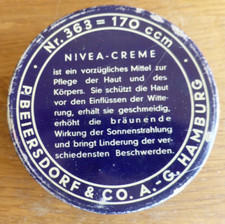 Nr. 363 = 170 ccm
NIVEA-CREME
ist ein vorzügliches Mittel zur
Pflege der Haut und des
Körpers. Sie schützt die Haut
vor den Einflüssen der Witte-
rung, erhält sie geschmeidig,
erhöht die bräunende
Wirkung der Sonnenstrahlung
und bringt Linderung der ver-
schiedensten Beschwerden.
P. BEIERSDORF & CO. A.-G. HAMBURG